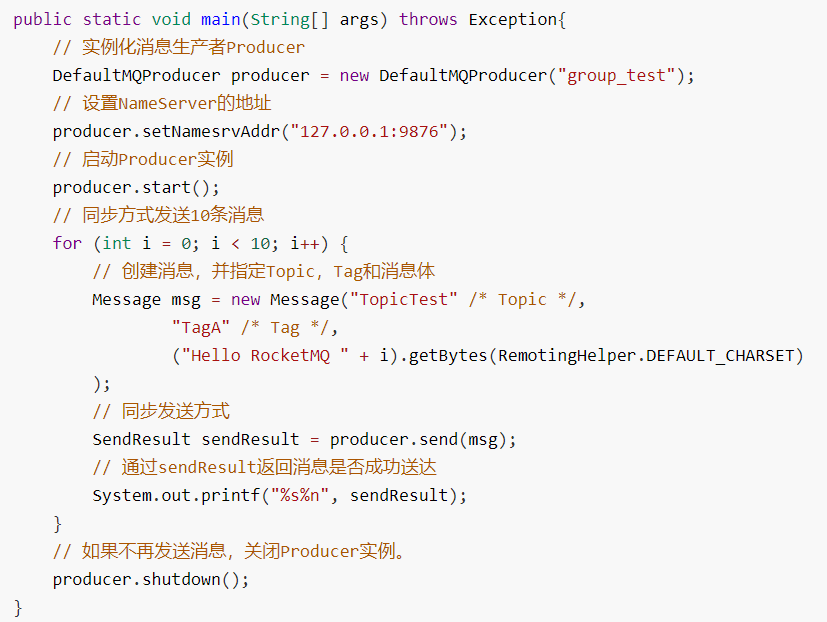 public static void main(String[] args) throws Exception{
    // 实例化消息生产者Producer
    DefaultMQProducer producer = new DefaultMQProducer("group_test");
    // 设置NameServer的地址
    producer.setNamesrvAddr("127.0.0.1:9876");
    // 启动Producer实例
    producer.start();
    // 同步方式发送10条消息
    for (int i = 0; i < 10; i++) {
        // 创建消息，并指定Topic，Tag和消息体
        Message msg = new Message("TopicTest" /* Topic */,
                "TagA" /* Tag */,
                ("Hello RocketMQ " + i).getBytes(RemotingHelper.DEFAULT_CHARSET)
        );
        // 同步发送方式
        SendResult sendResult = producer.send(msg);
        // 通过sendResult返回消息是否成功送达
        System.out.printf("%s%n", sendResult);
    }
    // 如果不再发送消息，关闭Producer实例。
    producer.shutdown();
}